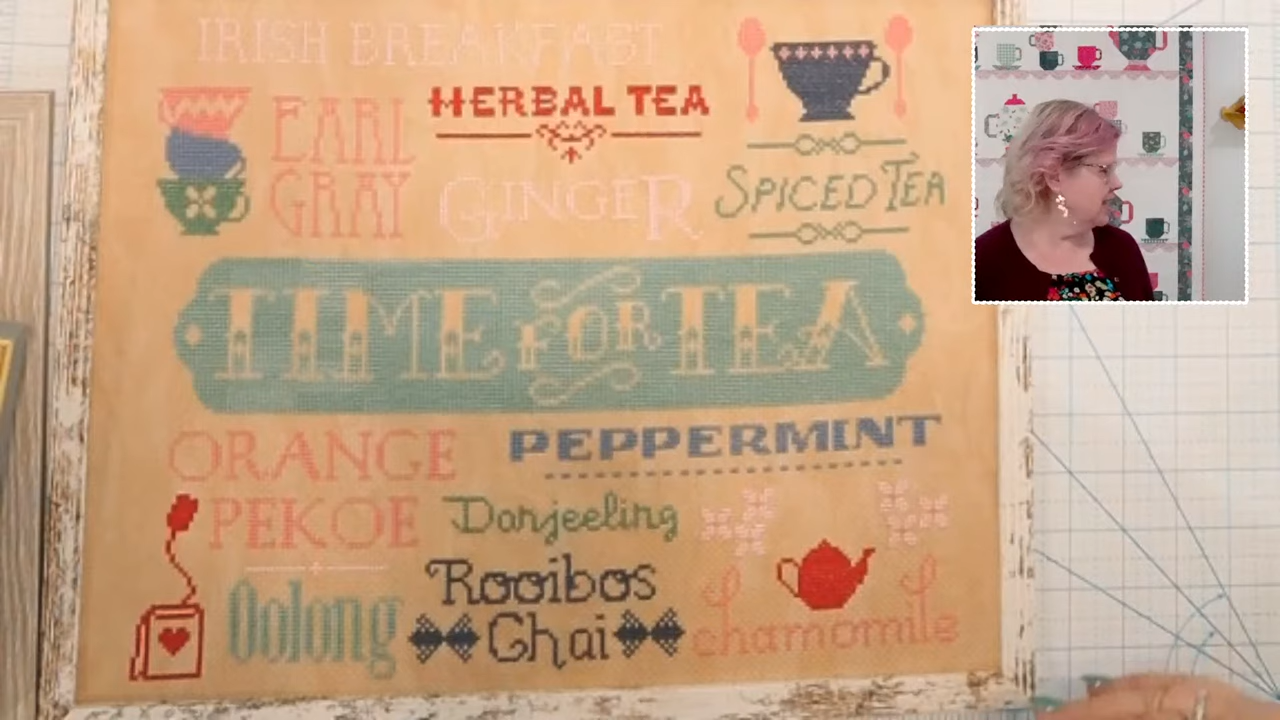 IRISH BREAKFAST
HERBAL TEA
EARL
GRAY
GINGER
SPICED TEA
TIME FOR TEA
ORANGE
PEKOE
PEPPERMINT
Darjeeling
Oolong
Rooibos
Chai
chamomile